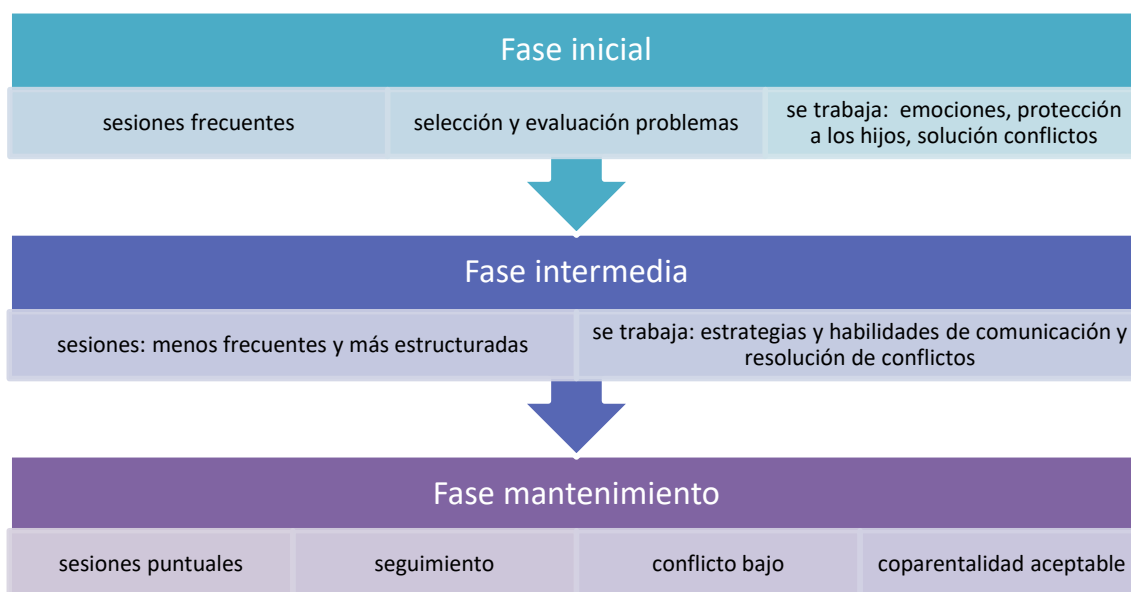 Fase inicial
sesiones frecuentes
selección y evaluación problemas
se trabaja: emociones, protección
a los hijos, solución conflictos
Fase intermedia
sesiones: menos frecuentes y más estructuradas
se trabaja: estrategias y habilidades de comunicación y
resolución de conflictos
Fase mantenimiento
sesiones puntuales
seguimiento
conflicto bajo
coparentalidad aceptable